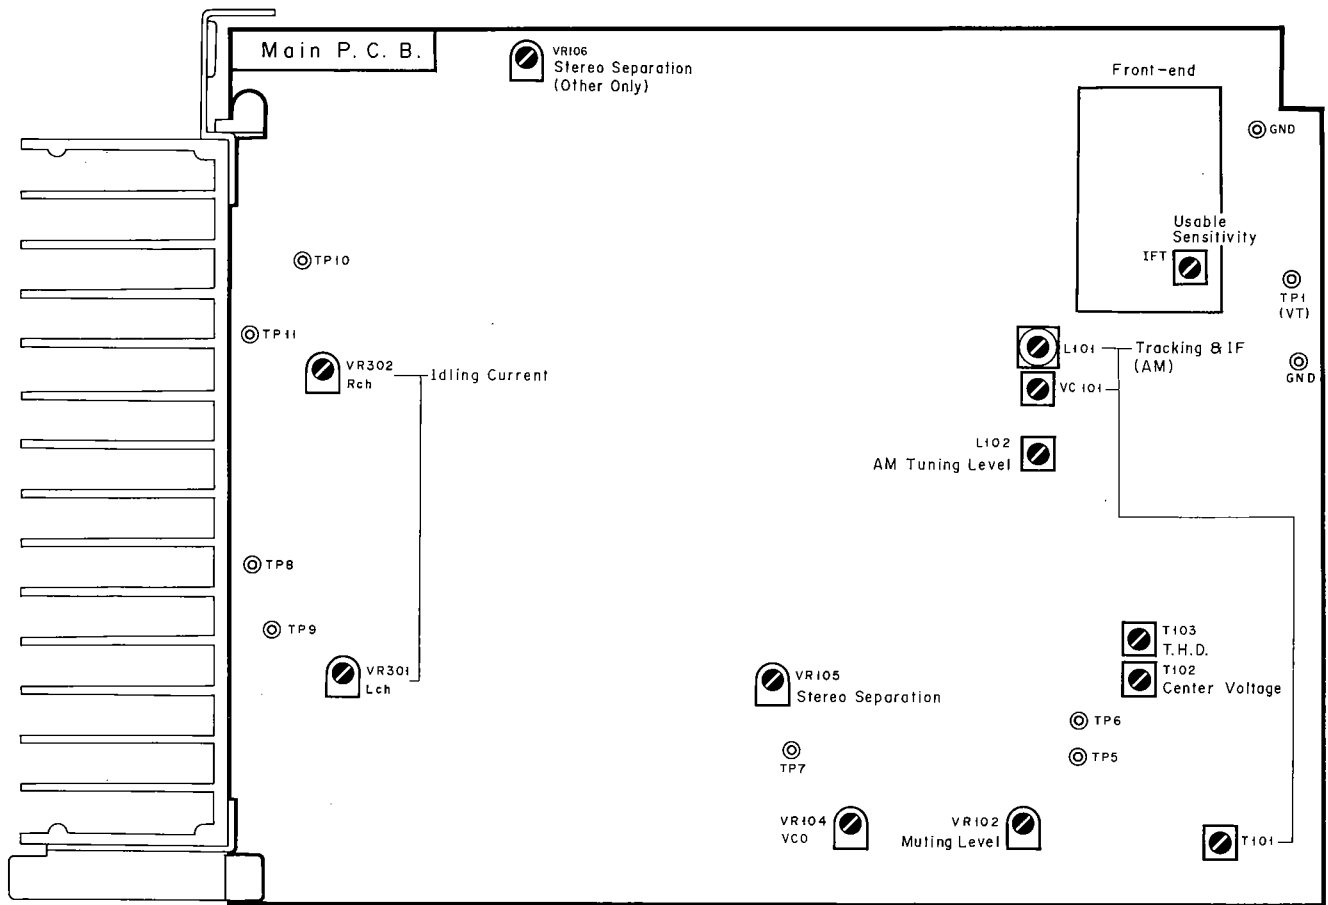 Main P. C. B.
VR106
Stereo Separation
(Other Only)
Front-end
GND
Usable
Sensitivity
IFT
TP1
(VT)
GND
TP10
TP11
VR302
Rch
Idling Current
L101
Tracking & IF
(AM)
VC101
L102
AM Tuning Level
TP8
TP9
VR301
Lch
VR105
Stereo Separation
T103
T.H.D.
T102
Center Voltage
TP6
TP5
TP7
VR104
VCO
VR102
Muting Level
T101